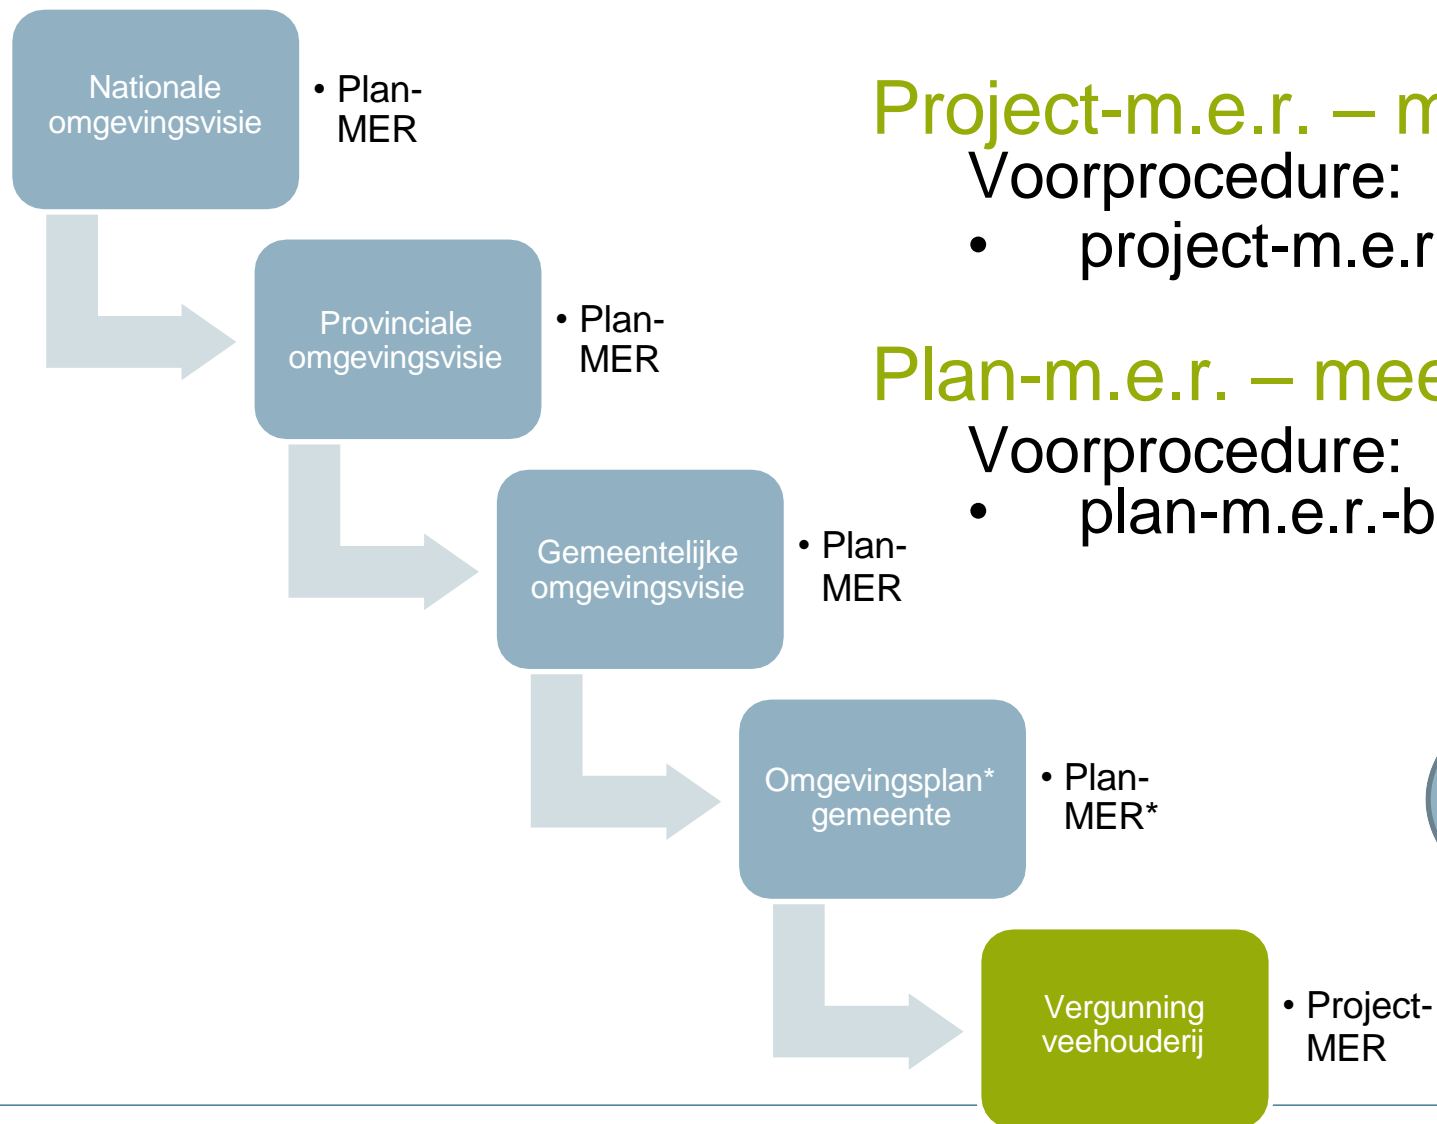 Nationale
omgevingsvisie
• Plan-
MER
Provinciale
omgevingsvisie
• Plan-
MER
Gemeentelijke
omgevingsvisie
• Plan-
MER
Omgevingsplan*
gemeente
• Plan-
MER*
Vergunning
veehouderij
• Project-
MER
Project-m.e.r. –
Voorprocedure:
• project-m.e.r
Plan-m.e.r. – mee
Voorprocedure:
• plan-m.e.r.-b